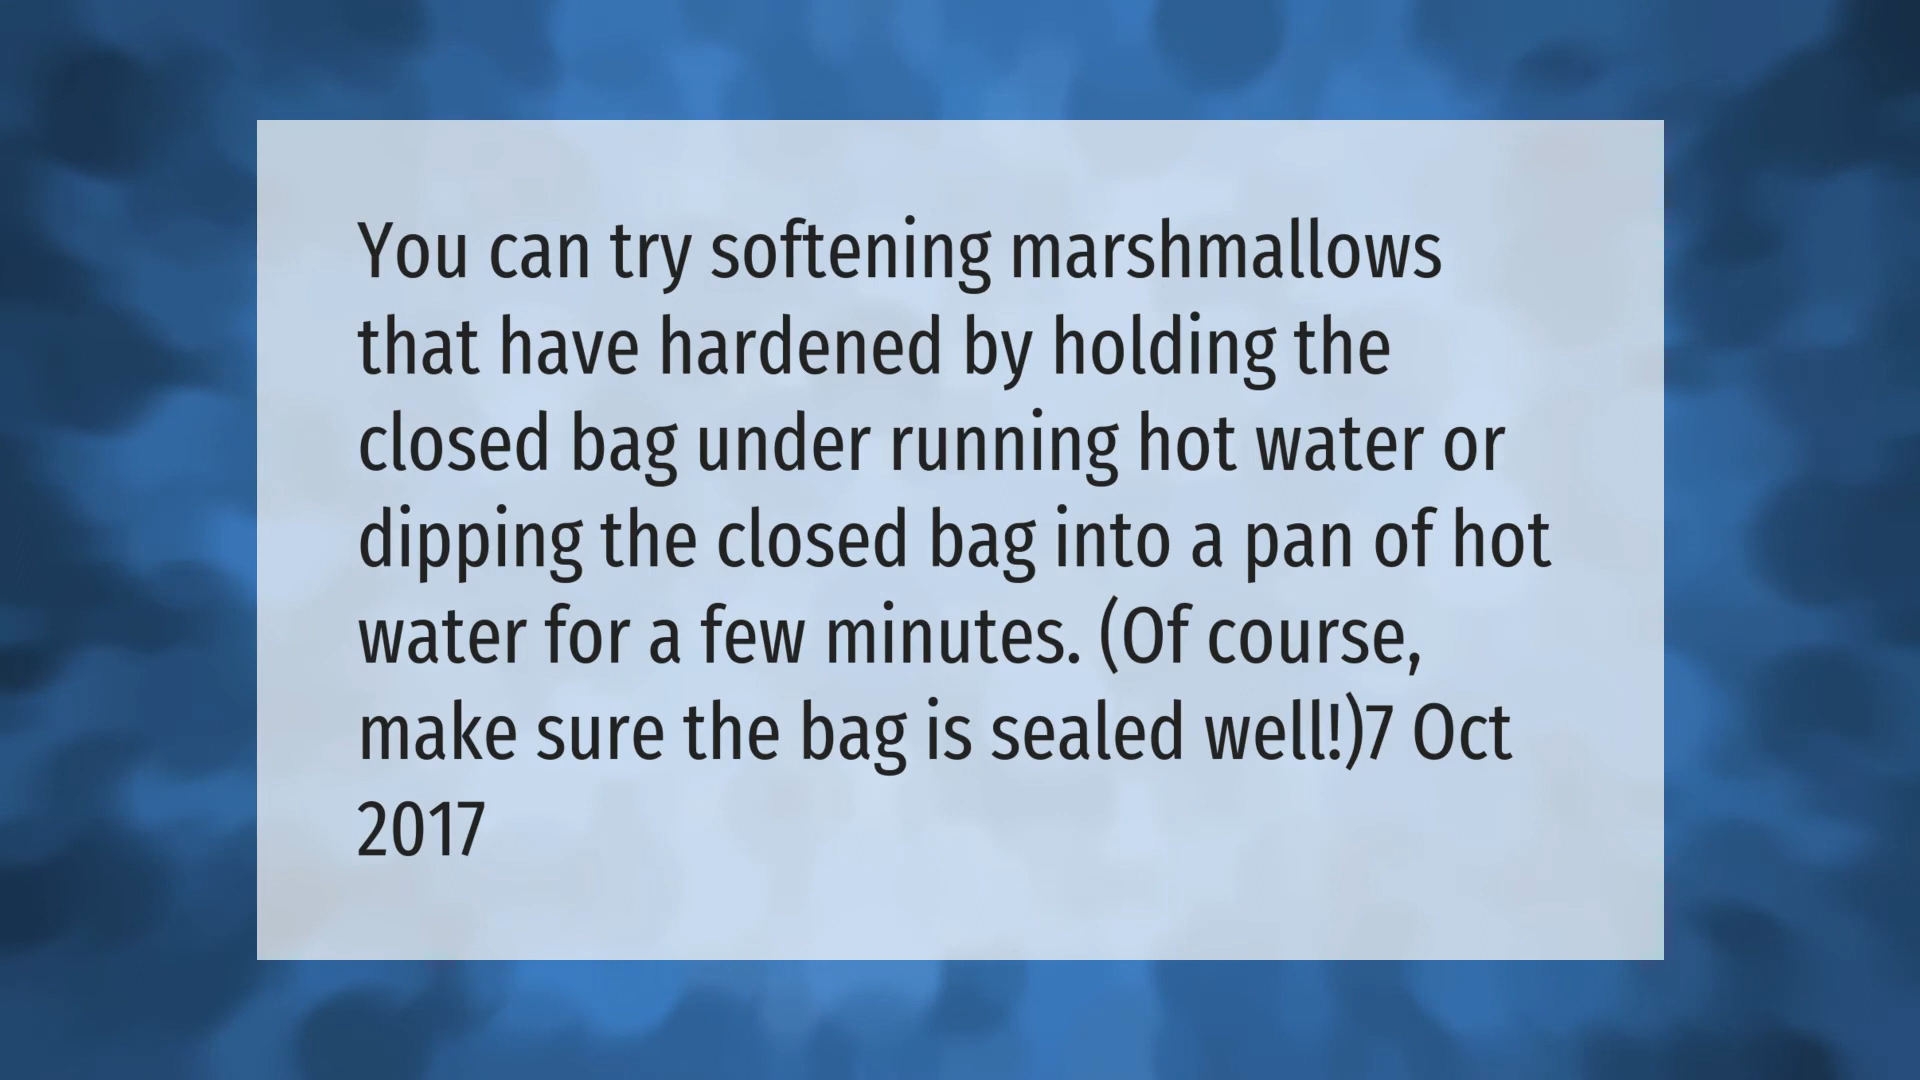 You can try softening marshmallows
that have hardened by holding the
closed bag under running hot water or
dipping the closed bag into a pan of hot
water for a few minutes. (Of course,
make sure the bag is sealed well!)7 Oct
2017